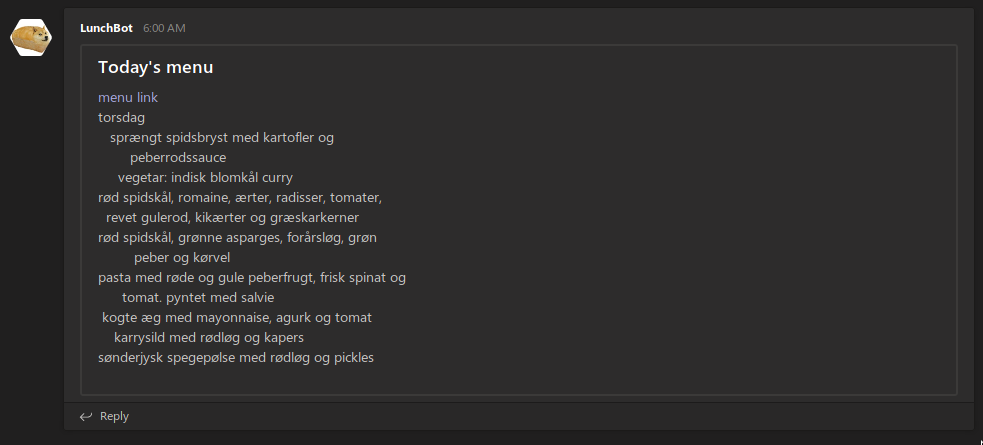 LunchBot 6:00 AM
Today's menu
menu link
torsdag
sprængt spidsbryst med kartofler og
peberrodssauce
vegetar: indisk blomkål curry
rød spidskål, romaine, ærter, radisser, tomater,
revet gulerod, kikærter og græskarkerner
rød spidskål, grønne asparges, forårsløg, grøn
peber og kørvel
pasta med røde og gule peberfrugt, frisk spinat og
tomat. pyntet med salvie
kogte æg med mayonnaise, agurk og tomat
karrysild med rødløg og kapers
sønderjysk spegepølse med rødløg og pickles
Reply